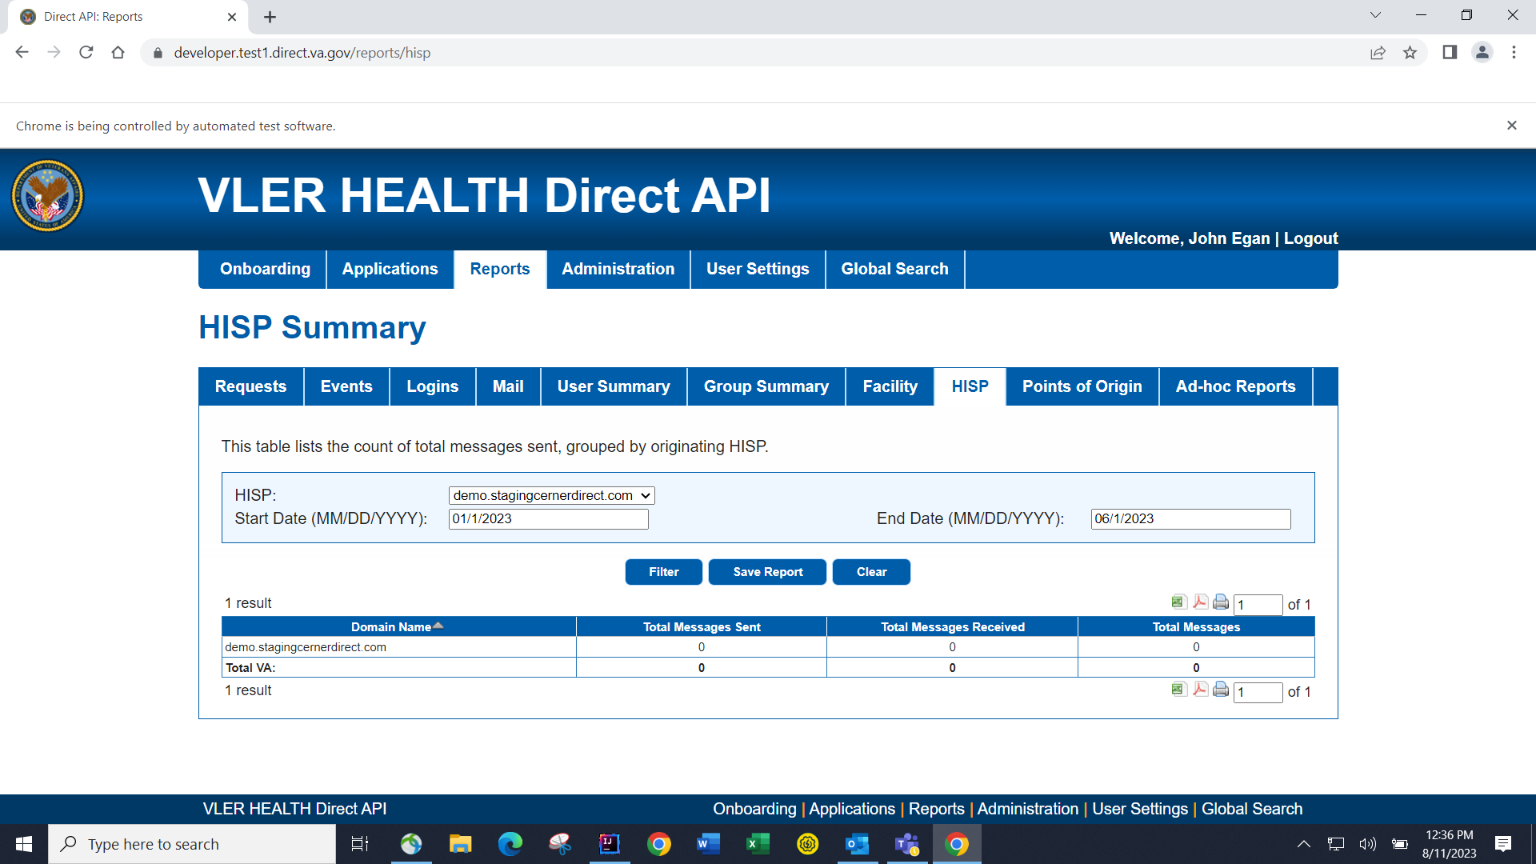 Direct API: Reports
developer.test1.direct.va.gov/reports/hisp
Chrome is being controlled by automated test software.
VLER HEALTH Direct API
Welcome, John Egan | Logout
Onboarding Applications Reports Administration User Settings Global Search
HISP Summary
Requests Events Logins Mail User Summary Group Summary Facility HISP Points of Origin Ad-hoc Reports
This table lists the count of total messages sent, grouped by originating HISP.
HISP: demo.stagingcernerdirect.com
Start Date (MM/DD/YYYY): 01/1/2023 End Date (MM/DD/YYYY): 06/1/2023
Filter Save Report Clear
1 result 1 of 1
Domain Name Total Messages Sent Total Messages Received Total Messages
demo.stagingcernerdirect.com 0 0 0
Total VA: 0 0 0
1 result 1 of 1
VLER HEALTH Direct API Onboarding | Applications | Reports | Administration | User Settings | Global Search
Type here to search
12:36 PM
8/11/2023